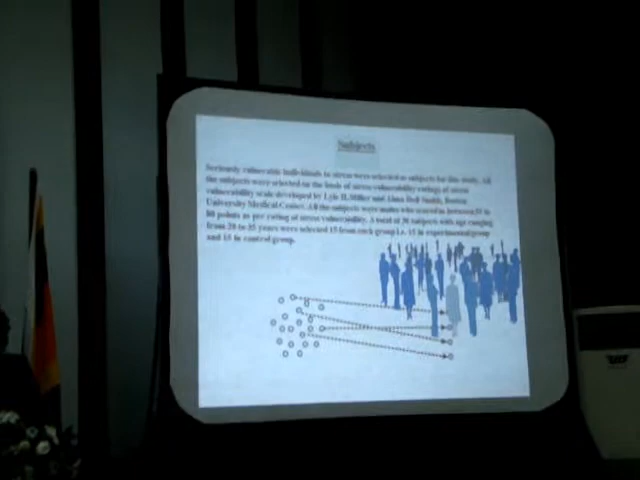 Subjects
Seriously vulnerable individuals to stress were selected as subjects for this study. All
the subjects were selected on the basis of stress vulnerability ratings of stress
vulnerability scale developed by Lyle H. Miller and Alma Dell Smith, Boston
University Medical Center. All the subjects were males who scored in between 50 to
80 points as per rating of stress vulnerability. A total of 30 subjects with age ranging
from 20 to 35 years were selected 15 from each group i.e. 15 in experimental group
and 15 in control group.